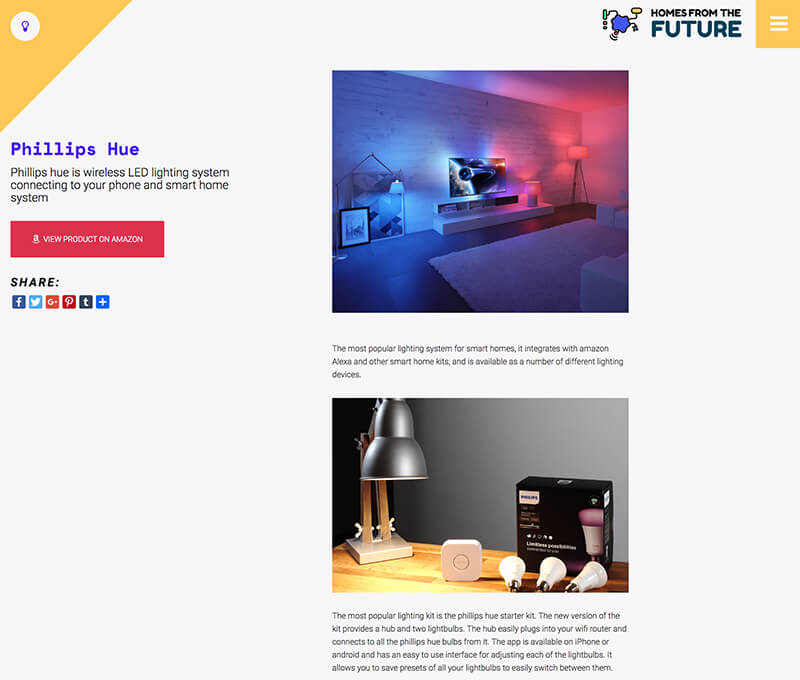 HOMES FROM THE
FUTURE
Phillips Hue
Phillips hue is wireless LED lighting system
connecting to your phone and smart home
system
VIEW PRODUCT ON AMAZON
SHARE:
The most popular lighting system for smart homes, it integrates with amazon
Alexa and other smart home kits, and is available as a number of different lighting
devices.
PHILIPS
Limitless possibilities
The most popular lighting kit is the phillips hue starter kit. The new version of the
kit provides a hub and two lightbulbs. The hub easily plugs into your wifi router and
connects to all the phillips hue bulbs from it. The app is available on iPhone or
android and has an easy to use interface for adjusting each of the lightbulbs. It
allows you to save presets of all your lightbulbs to easily switch between them.